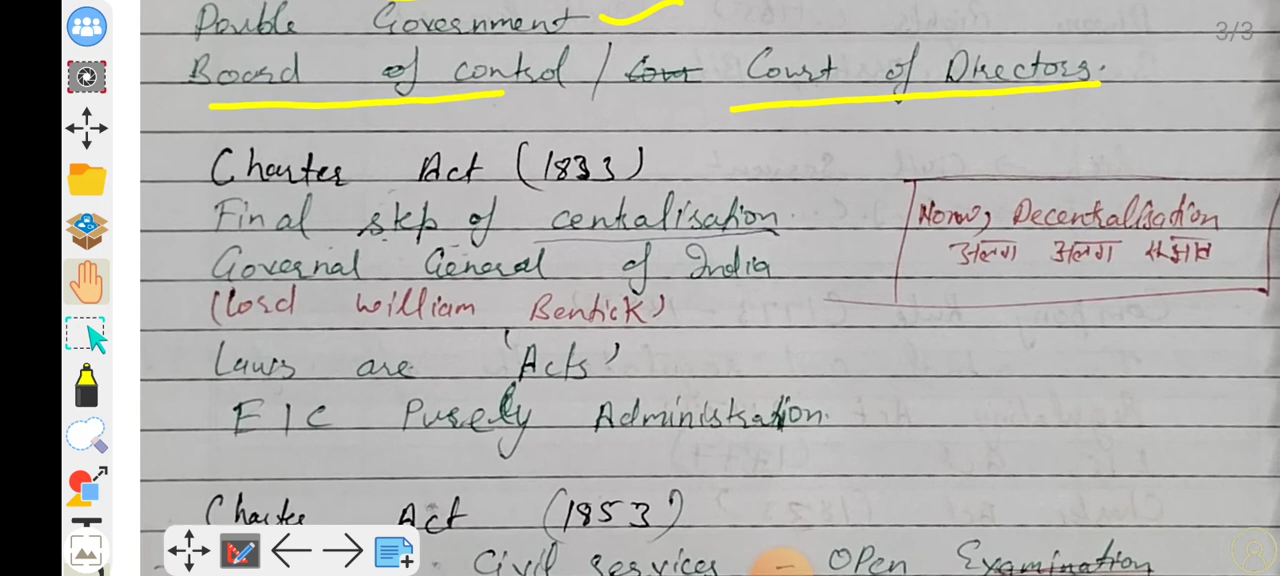 Double Government
3/3
Board of control / Court of Directors.
Charter Act (1833)
Final step of centralisation.
Now, Decentralisation
अलग अलग
Governal General of India
(Lord William Bentick)
Laws are 'Acts'
EIC Purely Administration.
Charter Act (1853)
Civil services - Open Examination